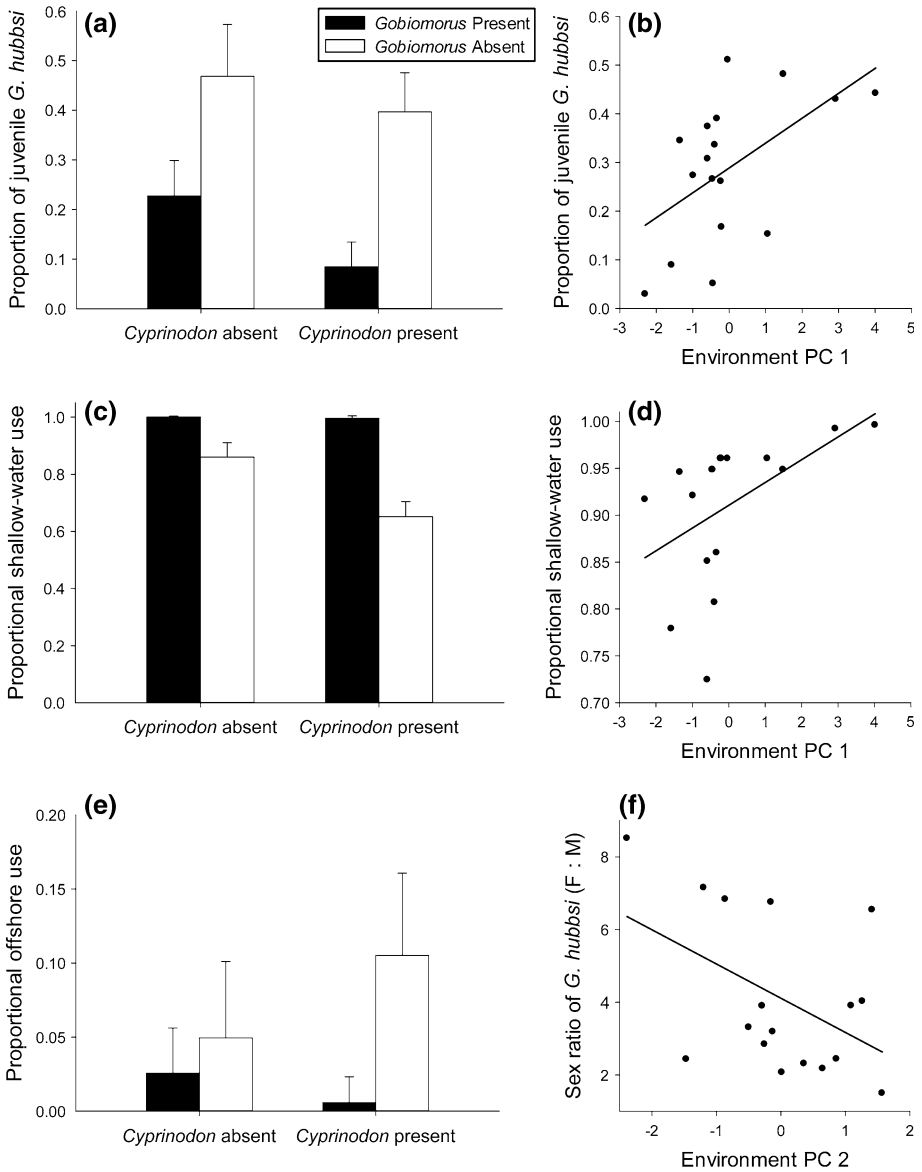 (a)
Gobiomorus Present
Gobiomorus Absent
Proportion of juvenile G. hubbsi
0.6
0.5
0.4
0.3
0.2
0.1
0.0
Cyprinodon absent Cyprinodon present
(b)
Proportion of juvenile G. hubbsi
0.6
0.5
0.4
0.3
0.2
0.1
0.0
-3 -2 -1 0 1 2 3 4 5
Environment PC 1
(c)
Proportional shallow-water use
1.0
0.8
0.6
0.4
0.2
0.0
Cyprinodon absent Cyprinodon present
(d)
Proportional shallow-water use
1.00
0.95
0.90
0.85
0.80
0.75
0.70
-3 -2 -1 0 1 2 3 4 5
Environment PC 1
(e)
Proportional offshore use
0.20
0.15
0.10
0.05
0.00
Cyprinodon absent Cyprinodon present
(f)
Sex ratio of G. hubbsi (F : M)
8
6
4
2
-2 -1 0 1 2
Environment PC 2